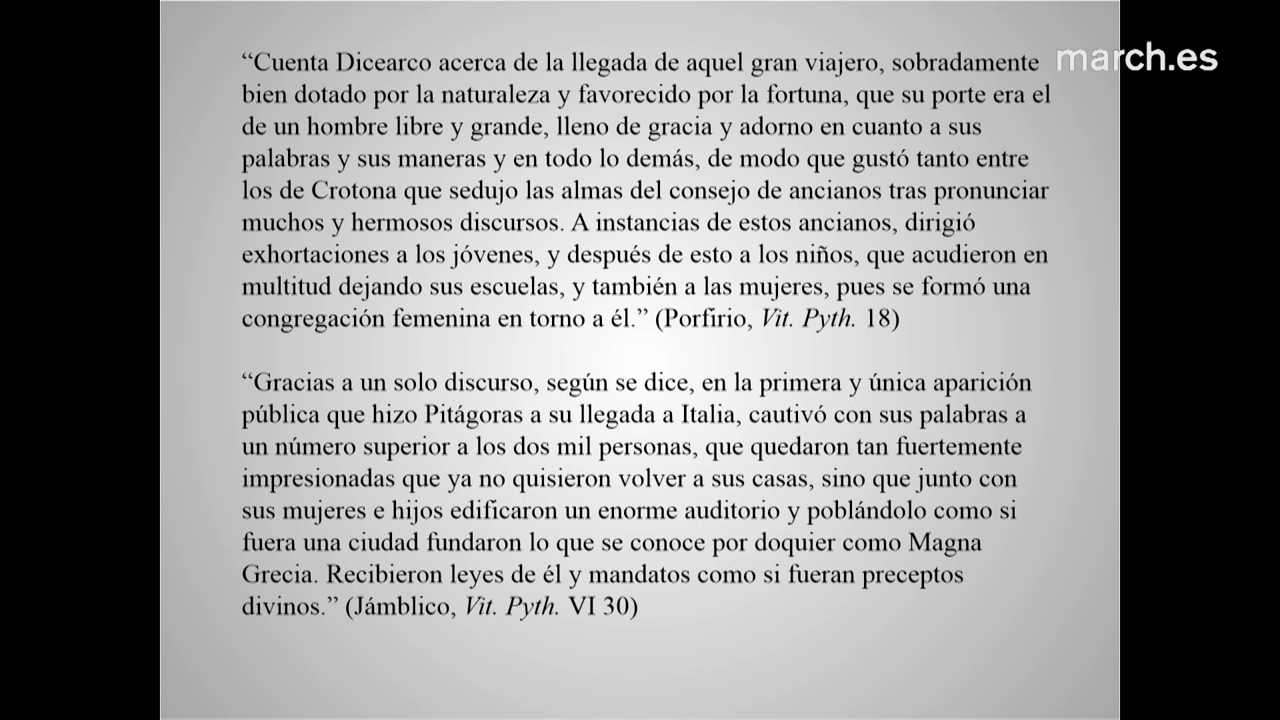 “Cuenta Dicearco acerca de la llegada de aquel gran viajero, sobradamente
march.es
bien dotado por la naturaleza y favorecido por la fortuna, que su porte era el
de un hombre libre y grande, lleno de gracia y adorno en cuanto a sus
palabras y sus maneras y en todo lo demás, de modo que gustó tanto entre
los de Crotona que sedujo las almas del consejo de ancianos tras pronunciar
muchos y hermosos discursos. A instancias de estos ancianos, dirigió
exhortaciones a los jóvenes, y después de esto a los niños, que acudieron en
multitud dejando sus escuelas, y también a las mujeres, pues se formó una
congregación femenina en torno a él.” (Porfirio, Vit. Pyth. 18)
“Gracias a un solo discurso, según se dice, en la primera y única aparición
pública que hizo Pitágoras a su llegada a Italia, cautivó con sus palabras a
un número superior a los dos mil personas, que quedaron tan fuertemente
impresionadas que ya no quisieron volver a sus casas, sino que junto con
sus mujeres e hijos edificaron un enorme auditorio y poblándolo como si
fuera una ciudad fundaron lo que se conoce por doquier como Magna
Grecia. Recibieron leyes de él y mandatos como si fueran preceptos
divinos.” (Jámblico, Vit. Pyth. VI 30)